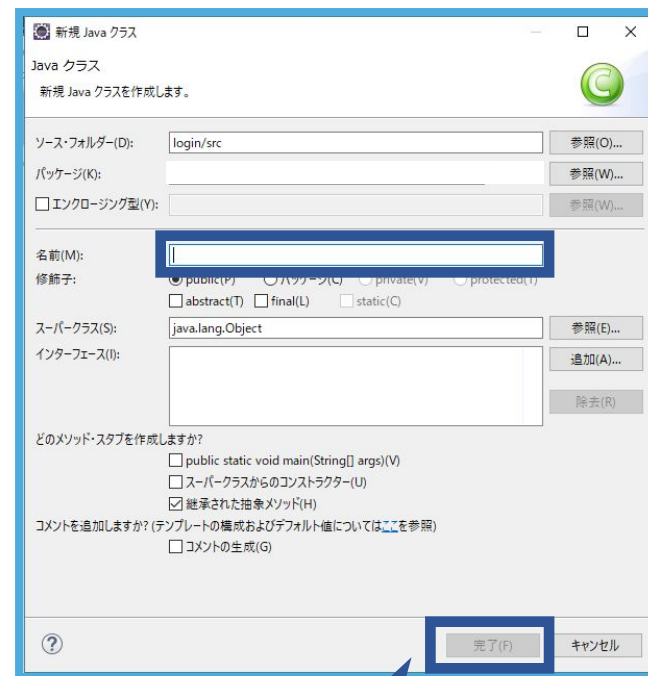 新規 Java クラス
Java クラス
新規 Java クラスを作成します。
ソース・フォルダー(D): login/src 参照(O)...
パッケージ(K): 参照(W)...
エンクロージング型(Y): 参照(W)...
名前(M):
修飾子: public(P) パッケージ(C) private(V) protected(T)
abstract(T) final(L) static(C)
スーパークラス(S): java.lang.Object 参照(E)...
インターフェース(I): 追加(A)...
除去(R)
どのメソッド・スタブを作成しますか?
public static void main(String[] args)(V)
スーパークラスからのコンストラクター(U)
継承された抽象メソッド(H)
コメントを追加しますか? (テンプレートの構成およびデフォルト値についてはここを参照)
コメントの生成(G)
完了(F) キャンセル